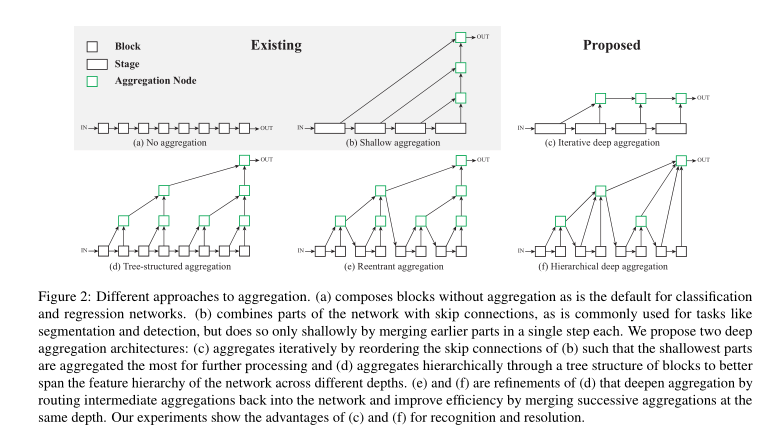 Existing
Proposed
Block
Stage
Aggregation Node
OUT
IN
OUT
(a) No aggregation
IN
(b) Shallow aggregation
IN
OUT
(c) Iterative deep aggregation
OUT
IN
(d) Tree-structured aggregation
OUT
IN
(e) Reentrant aggregation
OUT
IN
(f) Hierarchical deep aggregation
Figure 2: Different approaches to aggregation. (a) composes blocks without aggregation as is the default for classification
and regression networks. (b) combines parts of the network with skip connections, as is commonly used for tasks like
segmentation and detection, but does so only shallowly by merging earlier parts in a single step each. We propose two deep
aggregation architectures: (c) aggregates iteratively by reordering the skip connections of (b) such that the shallowest parts
are aggregated the most for further processing and (d) aggregates hierarchically through a tree structure of blocks to better
span the feature hierarchy of the network across different depths. (e) and (f) are refinements of (d) that deepen aggregation by
routing intermediate aggregations back into the network and improve efficiency by merging successive aggregations at the
same depth. Our experiments show the advantages of (c) and (f) for recognition and resolution.